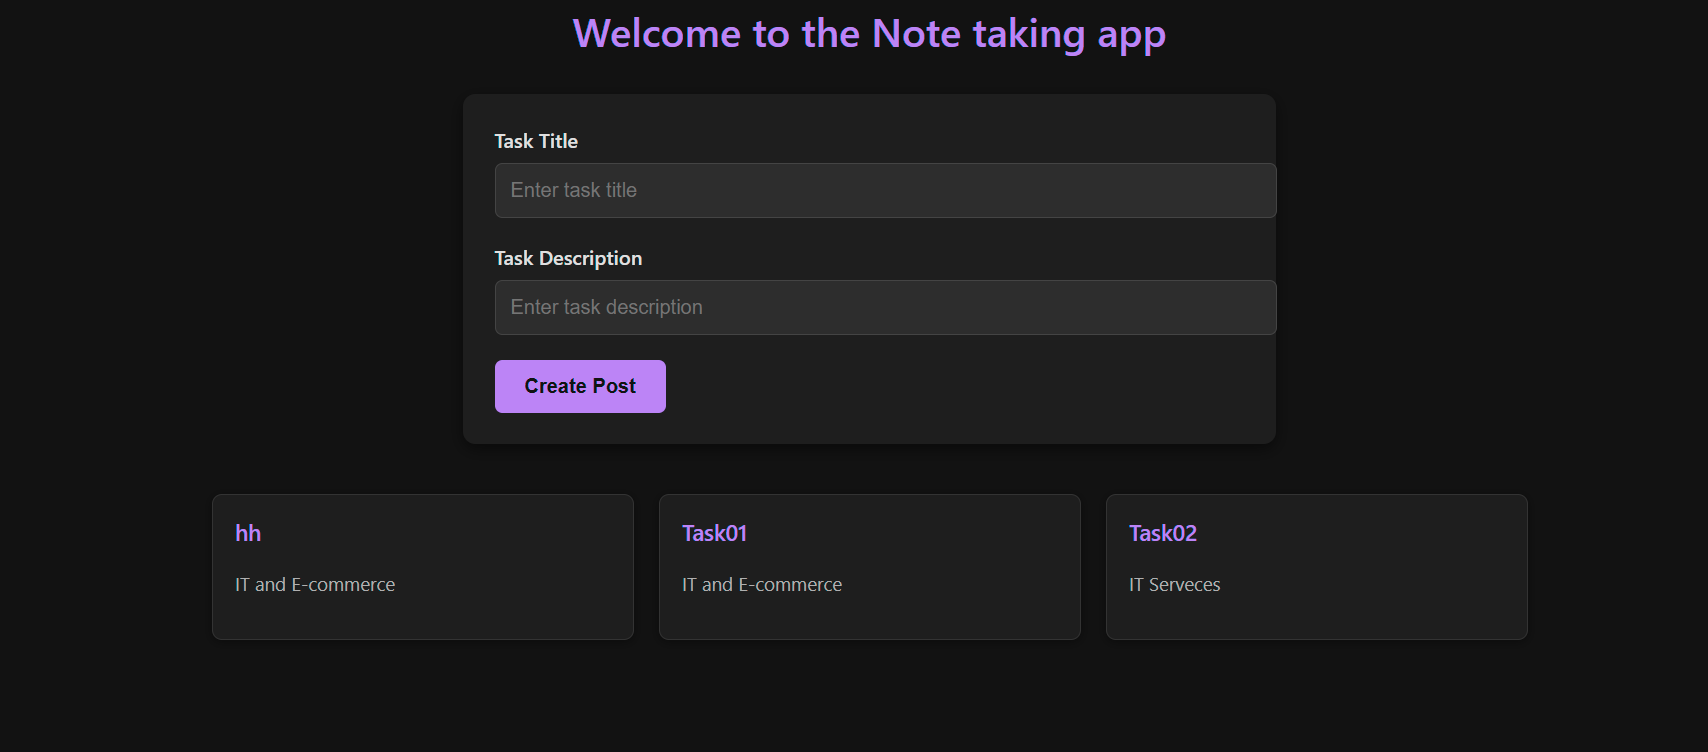 Welcome to the Note taking app
Task Title
Enter task title
Task Description
Enter task description
Create Post
hh
IT and E-commerce
Task01
IT and E-commerce
Task02
IT Serveces